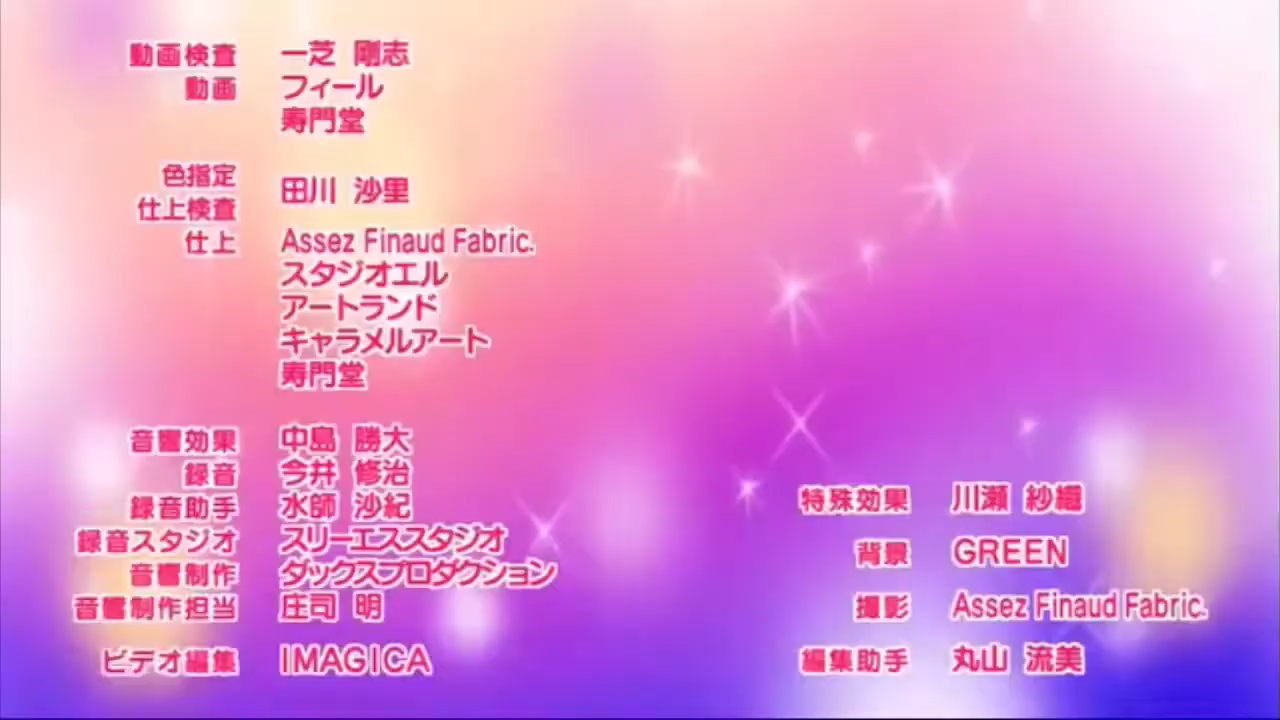 動画検査 一芝 剛志
動画 フィール
寿門堂
色指定
仕上検査 田川 沙里
仕上 Assez Finaud Fabric.
スタジオエル
アートランド
キャラメルアート
寿門堂
音響効果 中島 勝大
録音 今井 修治
録音助手 水師 沙紀
録音スタジオ スリーエススタジオ
音響制作 ダックスプロダクション
音響制作担当 庄司 明
ビデオ編集 IMAGICA
特殊効果 川瀬 紗織
背景 GREEN
撮影 Assez Finaud Fabric.
編集助手 丸山 流美